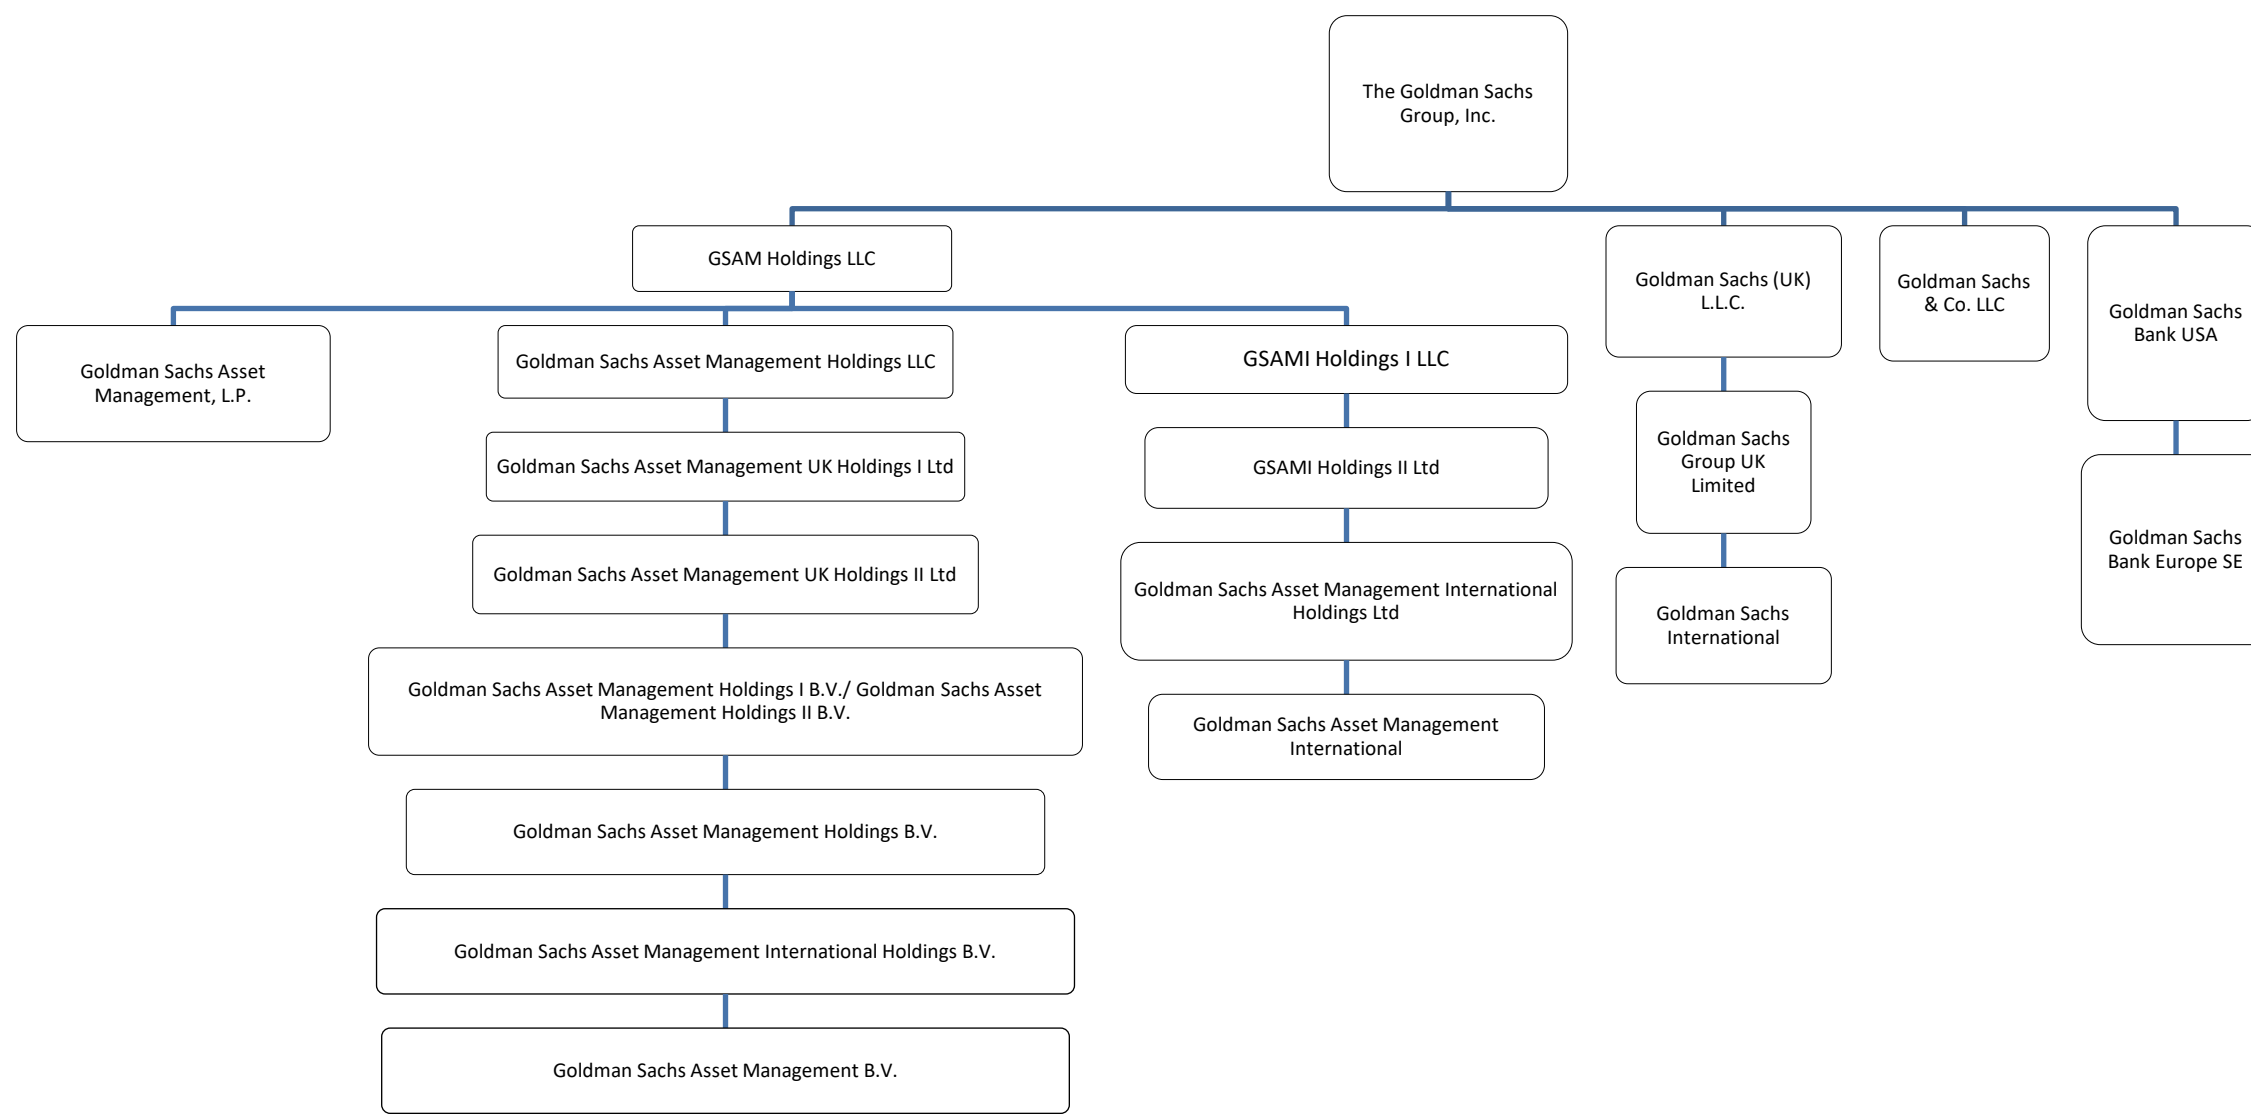 The Goldman Sachs
Group, Inc.
GSAM Holdings LLC
Goldman Sachs (UK)
L.L.C.
Goldman Sachs
& Co. LLC
Goldman Sachs
Bank USA
Goldman Sachs Asset
Management, L.P.
Goldman Sachs Asset Management Holdings LLC
GSAMI Holdings I LLC
Goldman Sachs Asset Management UK Holdings I Ltd
GSAMI Holdings II Ltd
Goldman Sachs
Group UK
Limited
Goldman Sachs
Bank Europe SE
Goldman Sachs Asset Management UK Holdings II Ltd
Goldman Sachs Asset Management International
Holdings Ltd
Goldman Sachs
International
Goldman Sachs Asset Management Holdings I B.V./ Goldman Sachs Asset
Management Holdings II B.V.
Goldman Sachs Asset Management
International
Goldman Sachs Asset Management Holdings B.V.
Goldman Sachs Asset Management International Holdings B.V.
Goldman Sachs Asset Management B.V.